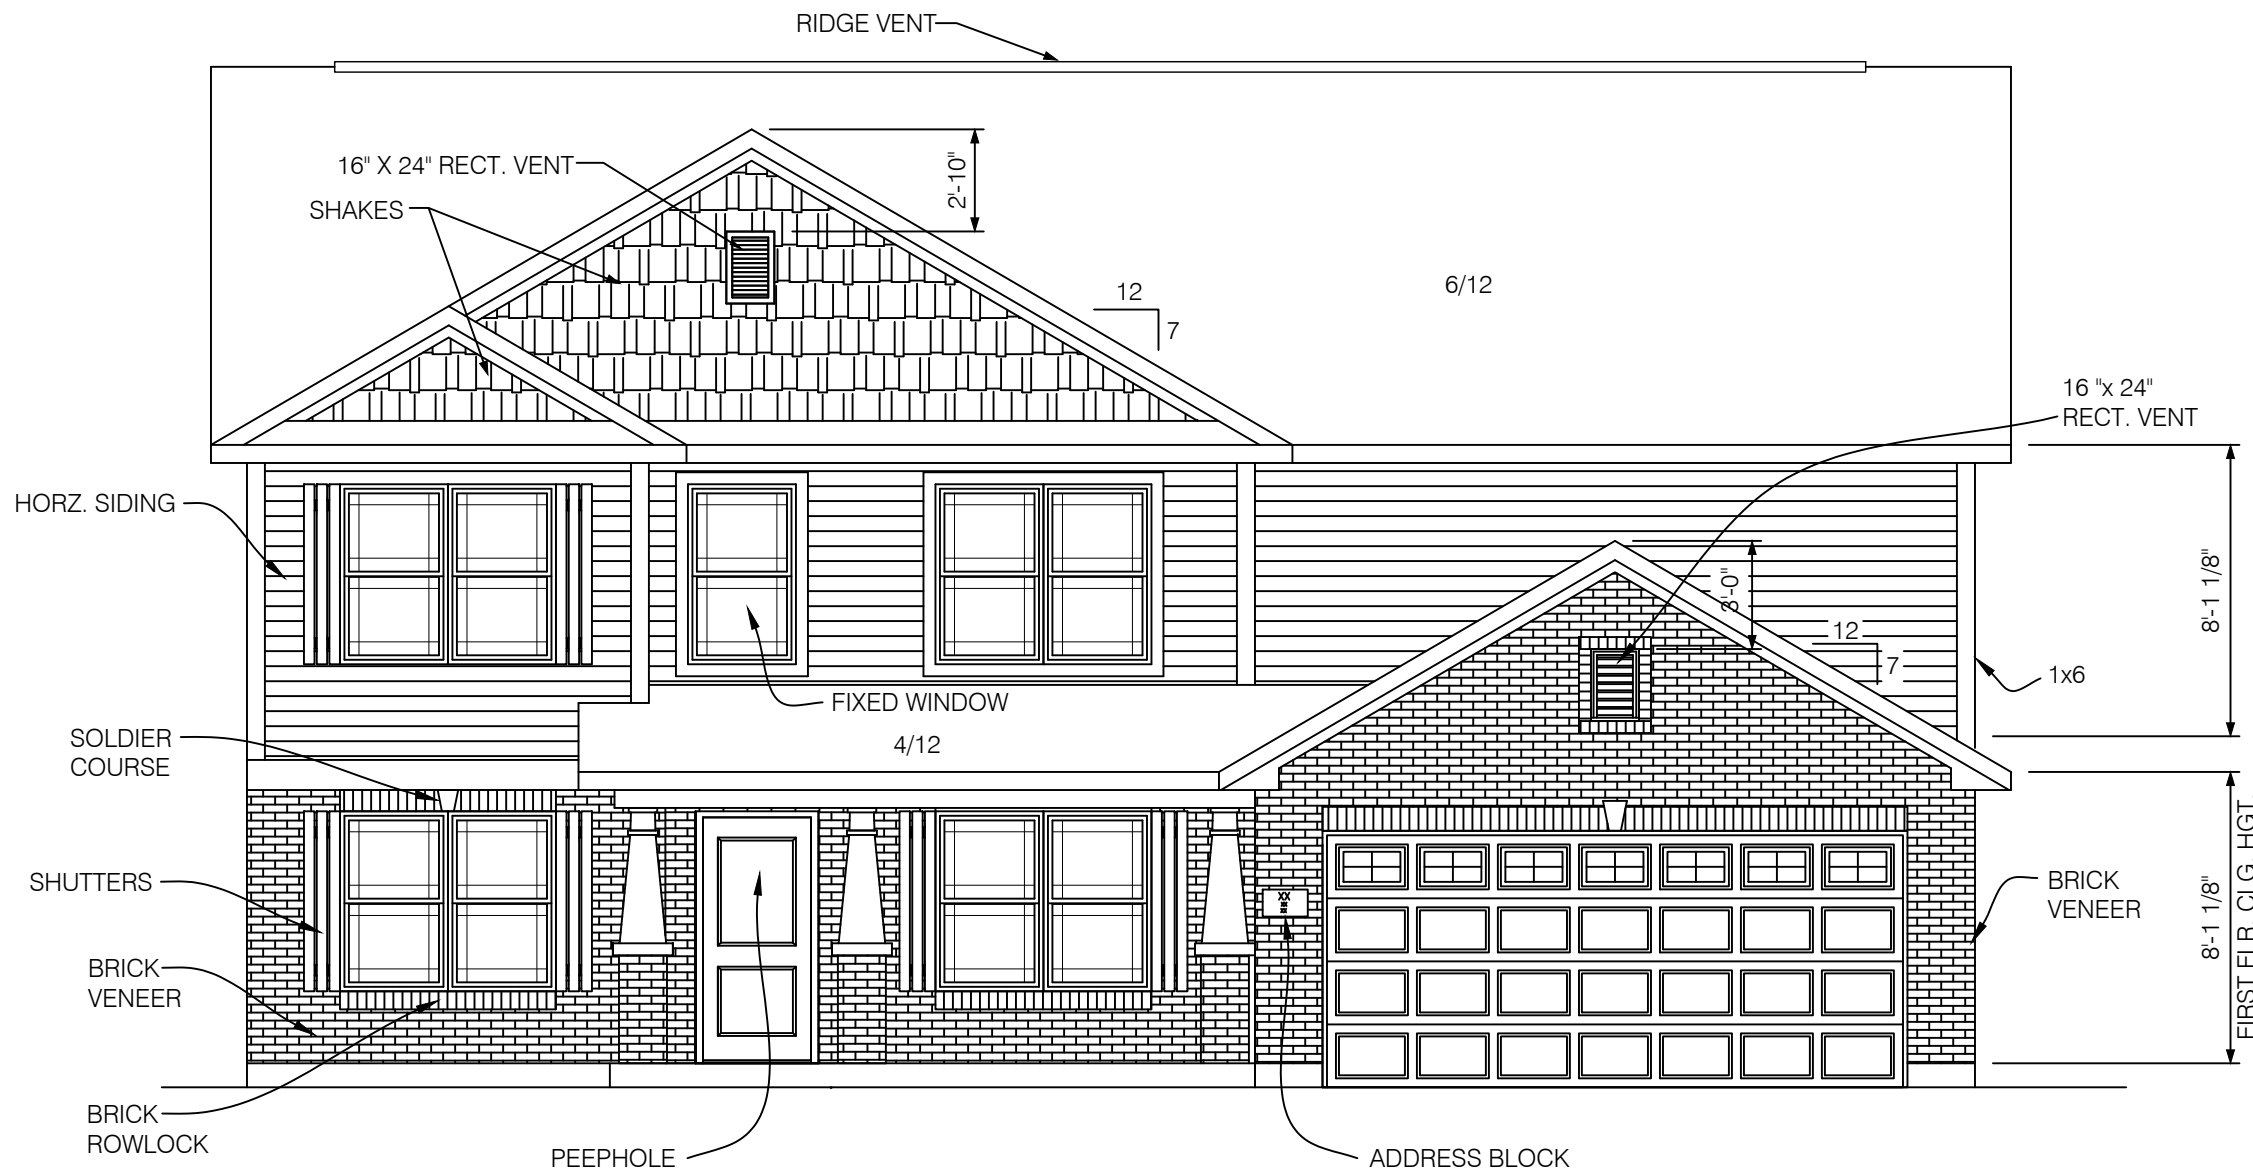 RIDGE VENT
16" X 24" RECT. VENT
2'-10"
SHAKES
6/12
12
7
16 "x 24"
RECT. VENT
HORZ. SIDING
8'-1 1/8"
3'-0"
12
7
1x6
FIXED WINDOW
4/12
SOLDIER
COURSE
SHUTTERS
XX
BRICK
VENEER
8'-1 1/8"
FIRST FLR. CLG. HGT.
BRICK
VENEER
BRICK
ROWLOCK
PEEPHOLE
ADDRESS BLOCK